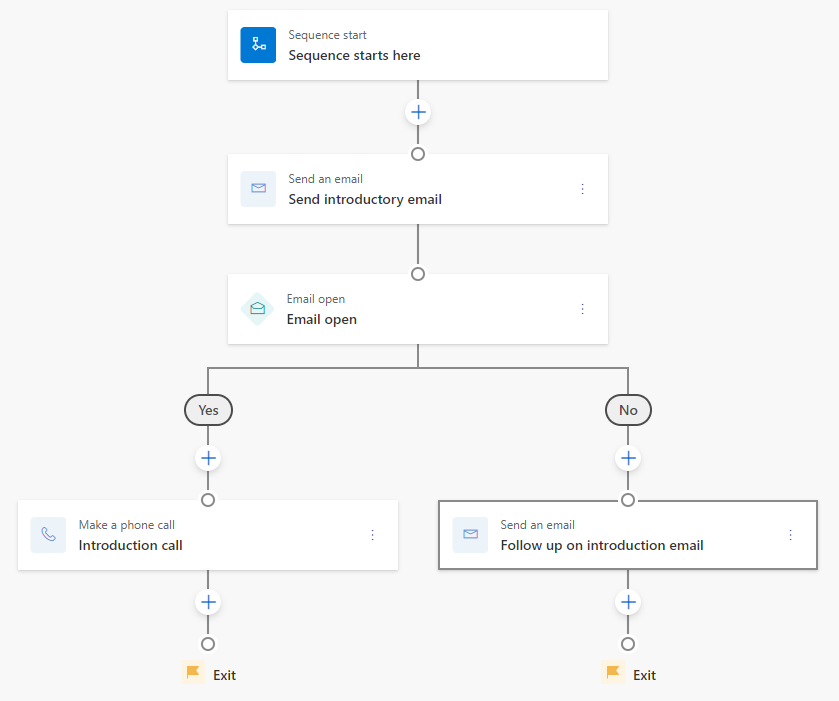 Sequence start
Sequence starts here
Send an email
Send introductory email
Email open
Email open
Yes
No
Make a phone call
Introduction call
Send an email
Follow up on introduction email
Exit
Exit